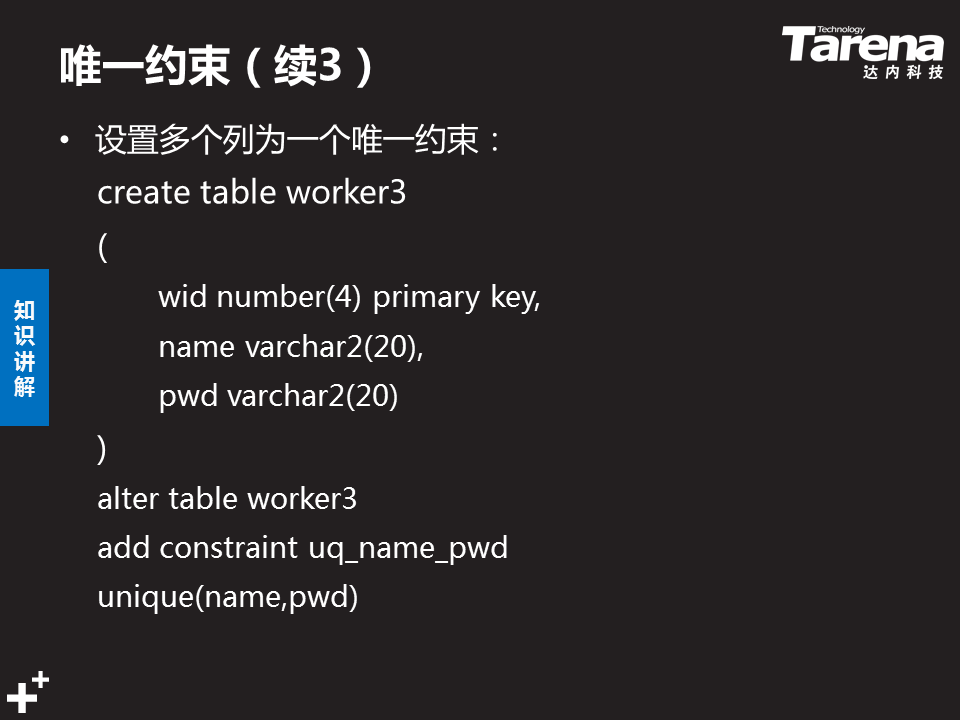 唯一约束（续3）
Technology
Tarena
达内科技
• 设置多个列为一个唯一约束：
create table worker3
(
wid number(4) primary key,
name varchar2(20),
pwd varchar2(20)
)
alter table worker3
add constraint uq_name_pwd
unique(name,pwd)
知识讲解